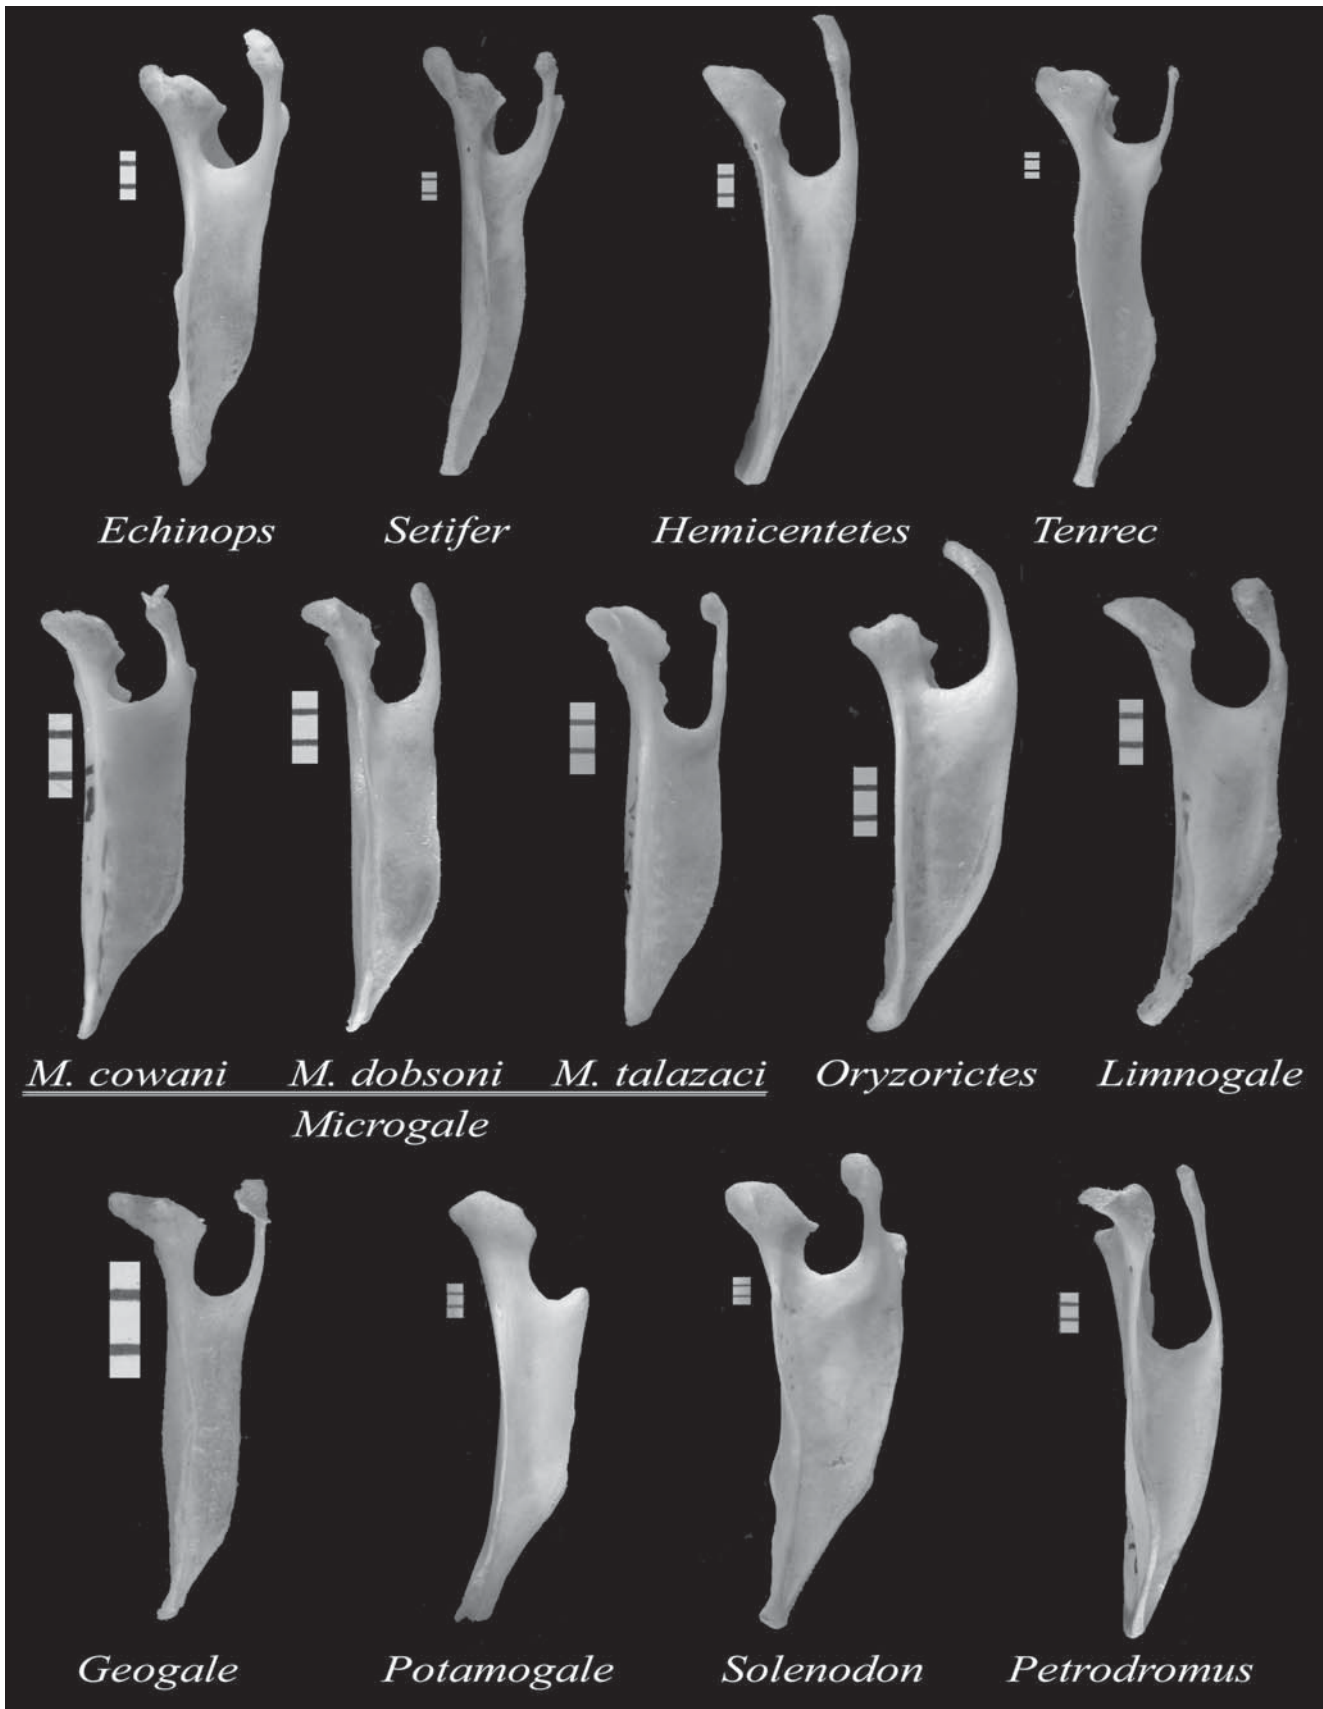 Echinops Setifer Hemicentetes Tenrec
M. cowani M. dobsoni M. talazaci Oryzorictes Limnogale
Microgale
Geogale Potamogale Solenodon Petrodromus